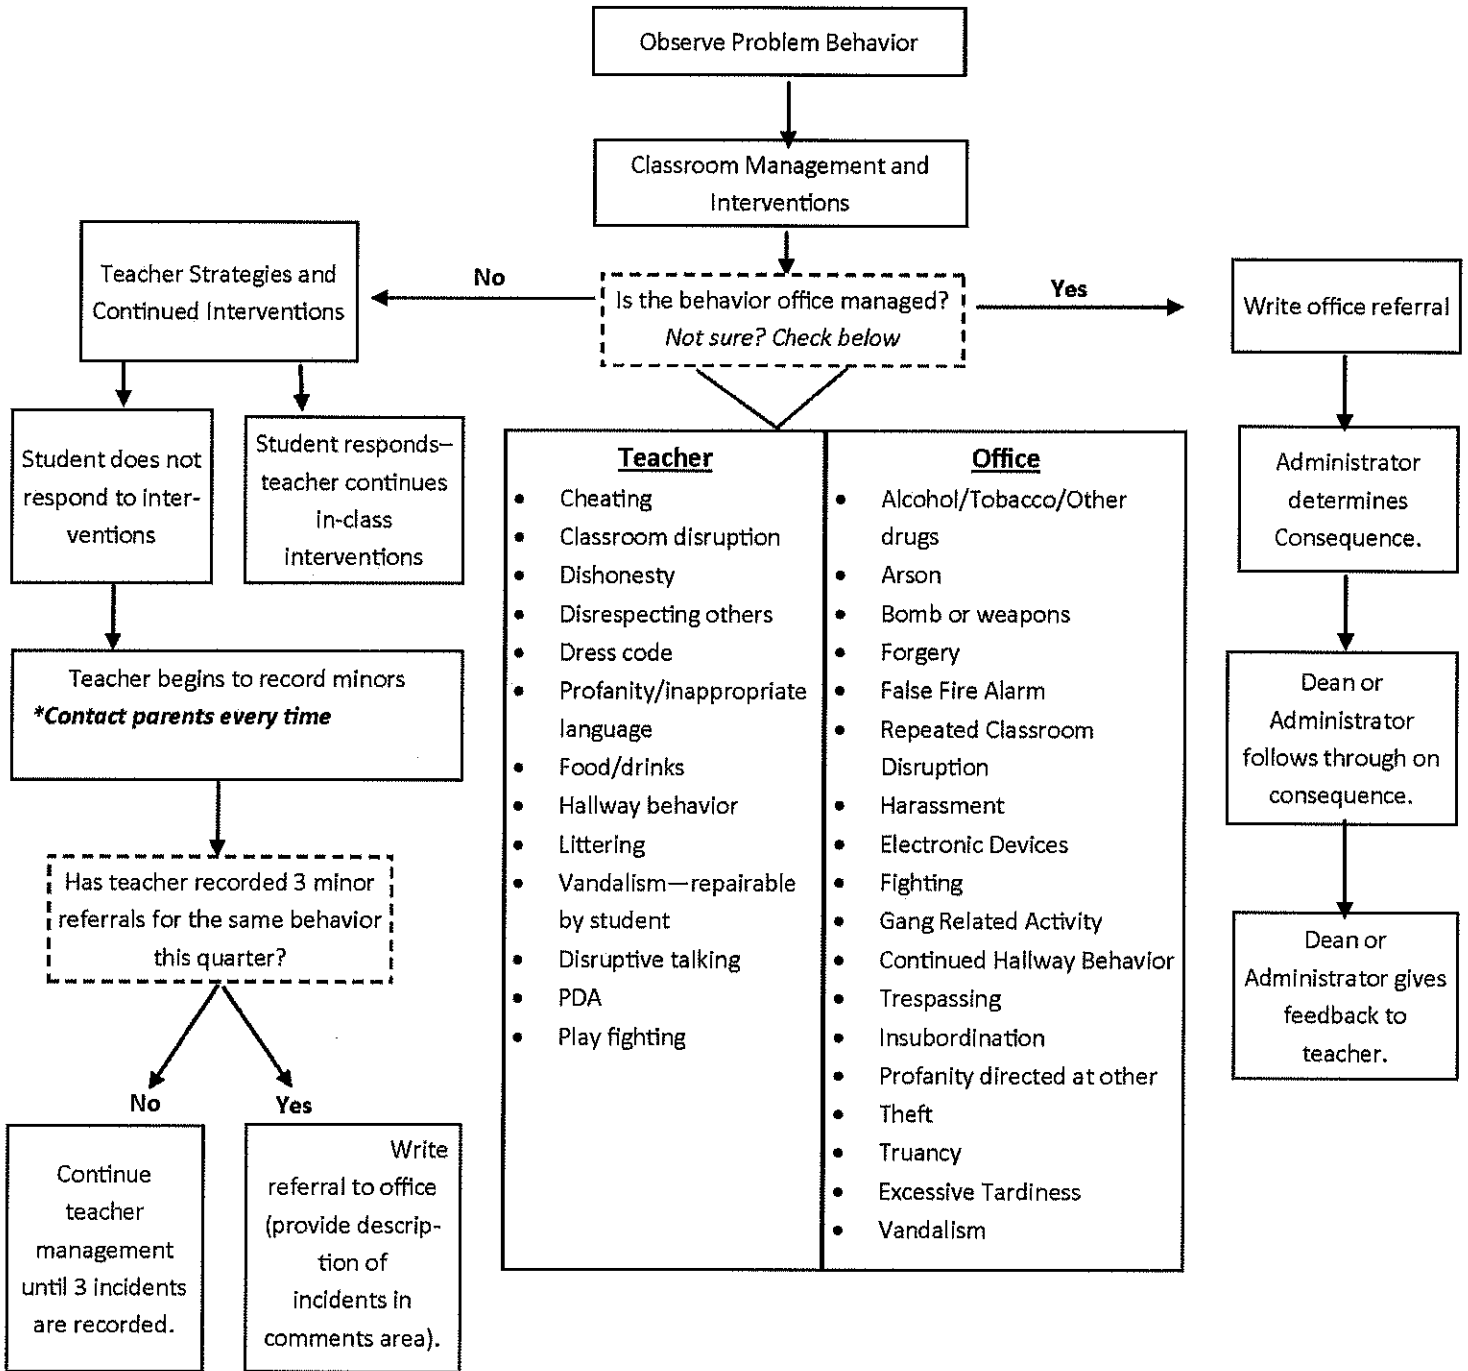 Observe Problem Behavior
Classroom Management and
Interventions
Teacher Strategies and
Continued Interventions
No
Is the behavior office managed?
Not sure? Check below
Yes
Write office referral
Student does not
respond to inter-
ventions
Student responds–
teacher continues
in-class
interventions
Teacher begins to record minors
*Contact parents every time
Has teacher recorded 3 minor
referrals for the same behavior
this quarter?
No
Yes
Continue
teacher
management
until 3 incidents
are recorded.
Write
referral to office
(provide descrip-
tion of
incidents in
comments area).
Teacher
• Cheating
• Classroom disruption
• Dishonesty
• Disrespecting others
• Dress code
• Profanity/inappropriate
language
• Food/drinks
• Hallway behavior
• Littering
• Vandalism—repairable
by student
• Disruptive talking
• PDA
• Play fighting
Office
• Alcohol/Tobacco/Other
drugs
• Arson
• Bomb or weapons
• Forgery
• False Fire Alarm
• Repeated Classroom
Disruption
• Harassment
• Electronic Devices
• Fighting
• Gang Related Activity
• Continued Hallway Behavior
• Trespassing
• Insubordination
• Profanity directed at other
• Theft
• Truancy
• Excessive Tardiness
• Vandalism
Administrator
determines
Consequence.
Dean or
Administrator
follows through on
consequence.
Dean or
Administrator gives
feedback to
teacher.